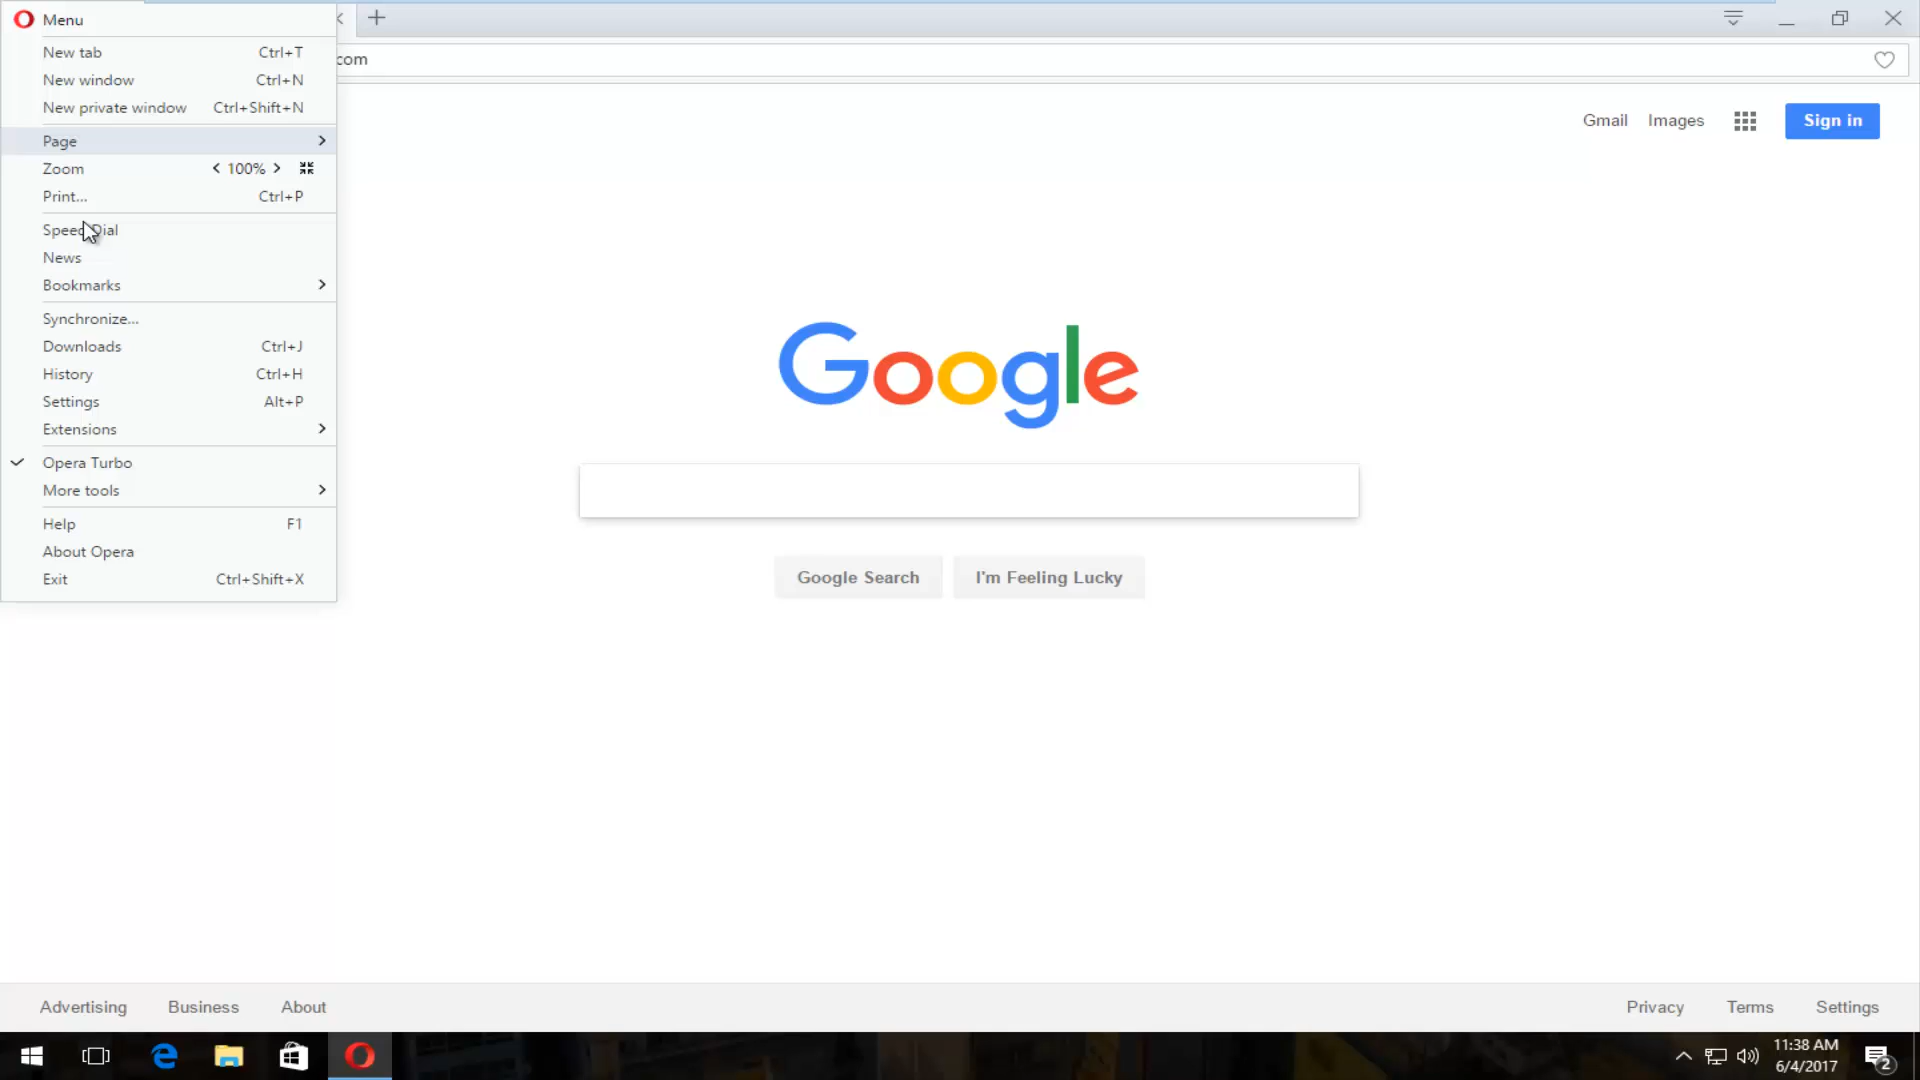 Menu
New tab Ctrl+T
New window Ctrl+N
New private window Ctrl+Shift+N
Page
Zoom 100%
Print... Ctrl+P
Speed Dial
News
Bookmarks
Synchronize...
Downloads Ctrl+J
History Ctrl+H
Settings Alt+P
Extensions
Opera Turbo
More tools
Help F1
About Opera
Exit Ctrl+Shift+X
com
Gmail Images Sign in
Google
Google Search I'm Feeling Lucky
Advertising Business About Privacy Terms Settings
11:38 AM
6/4/2017
2